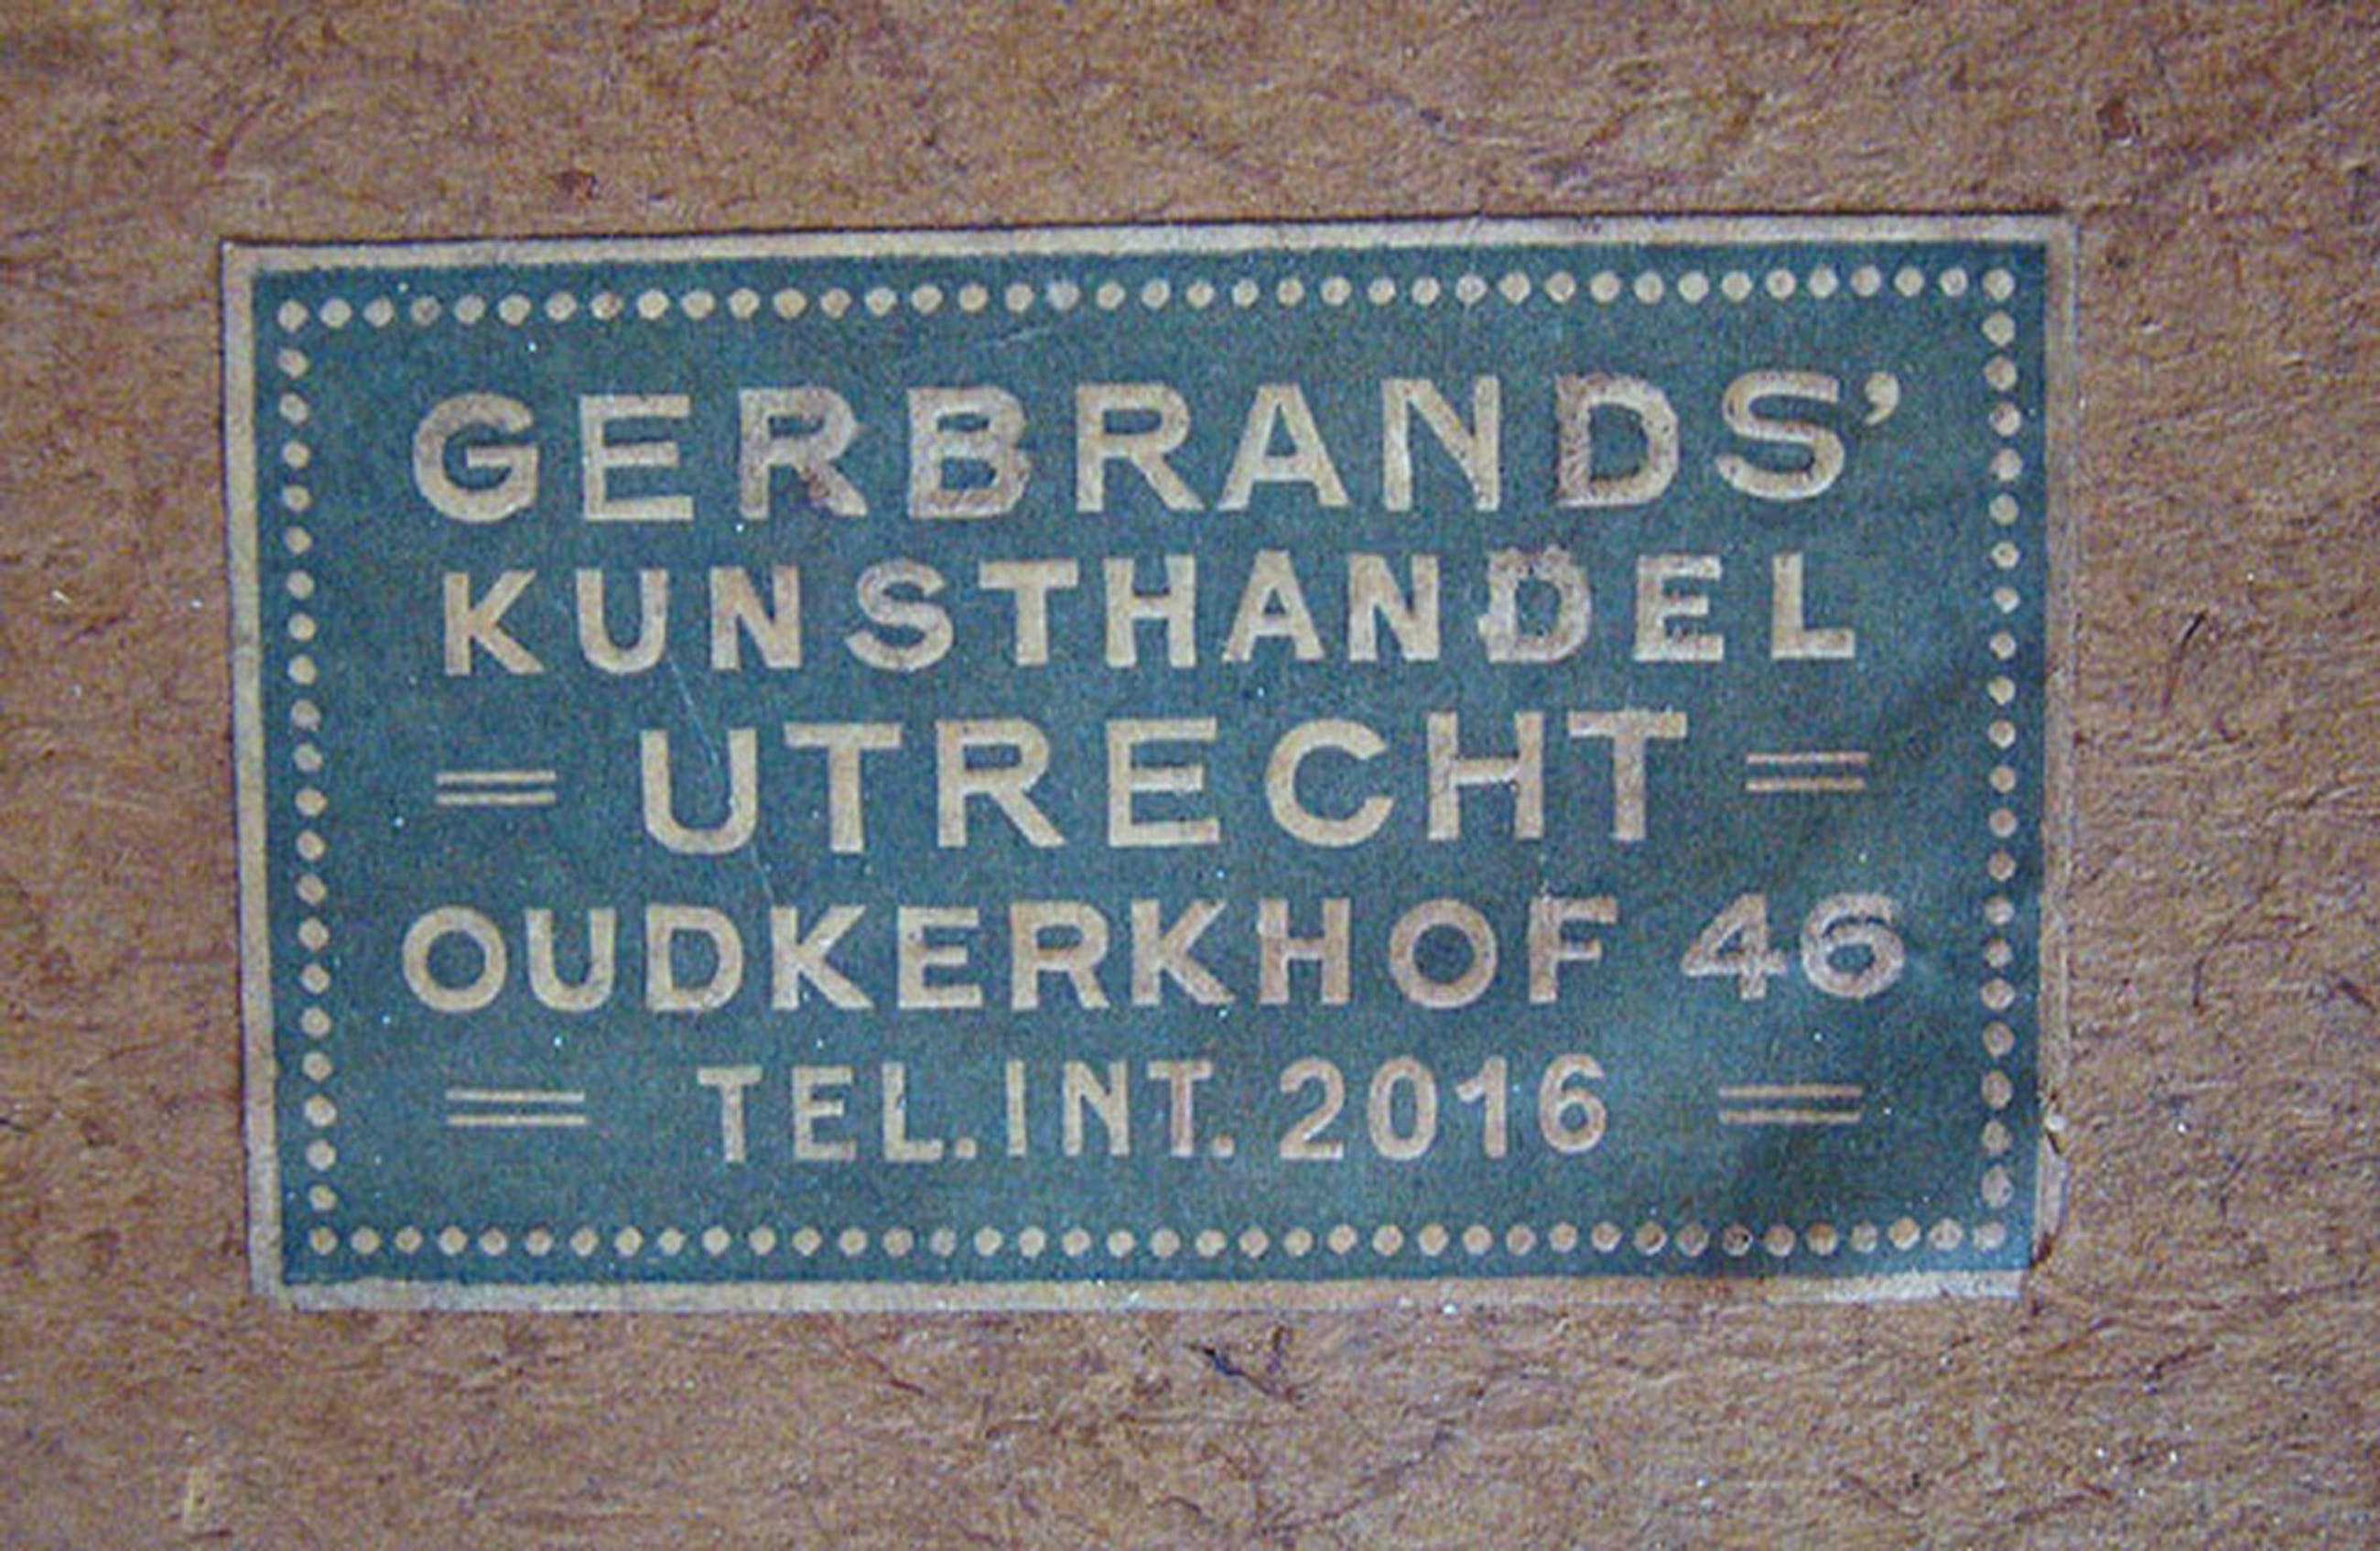 GERBRANDS'
KUNSTHANDEL
= UTRECHT =
OUDKERKHOF 46
= TEL. INT. 2016 =